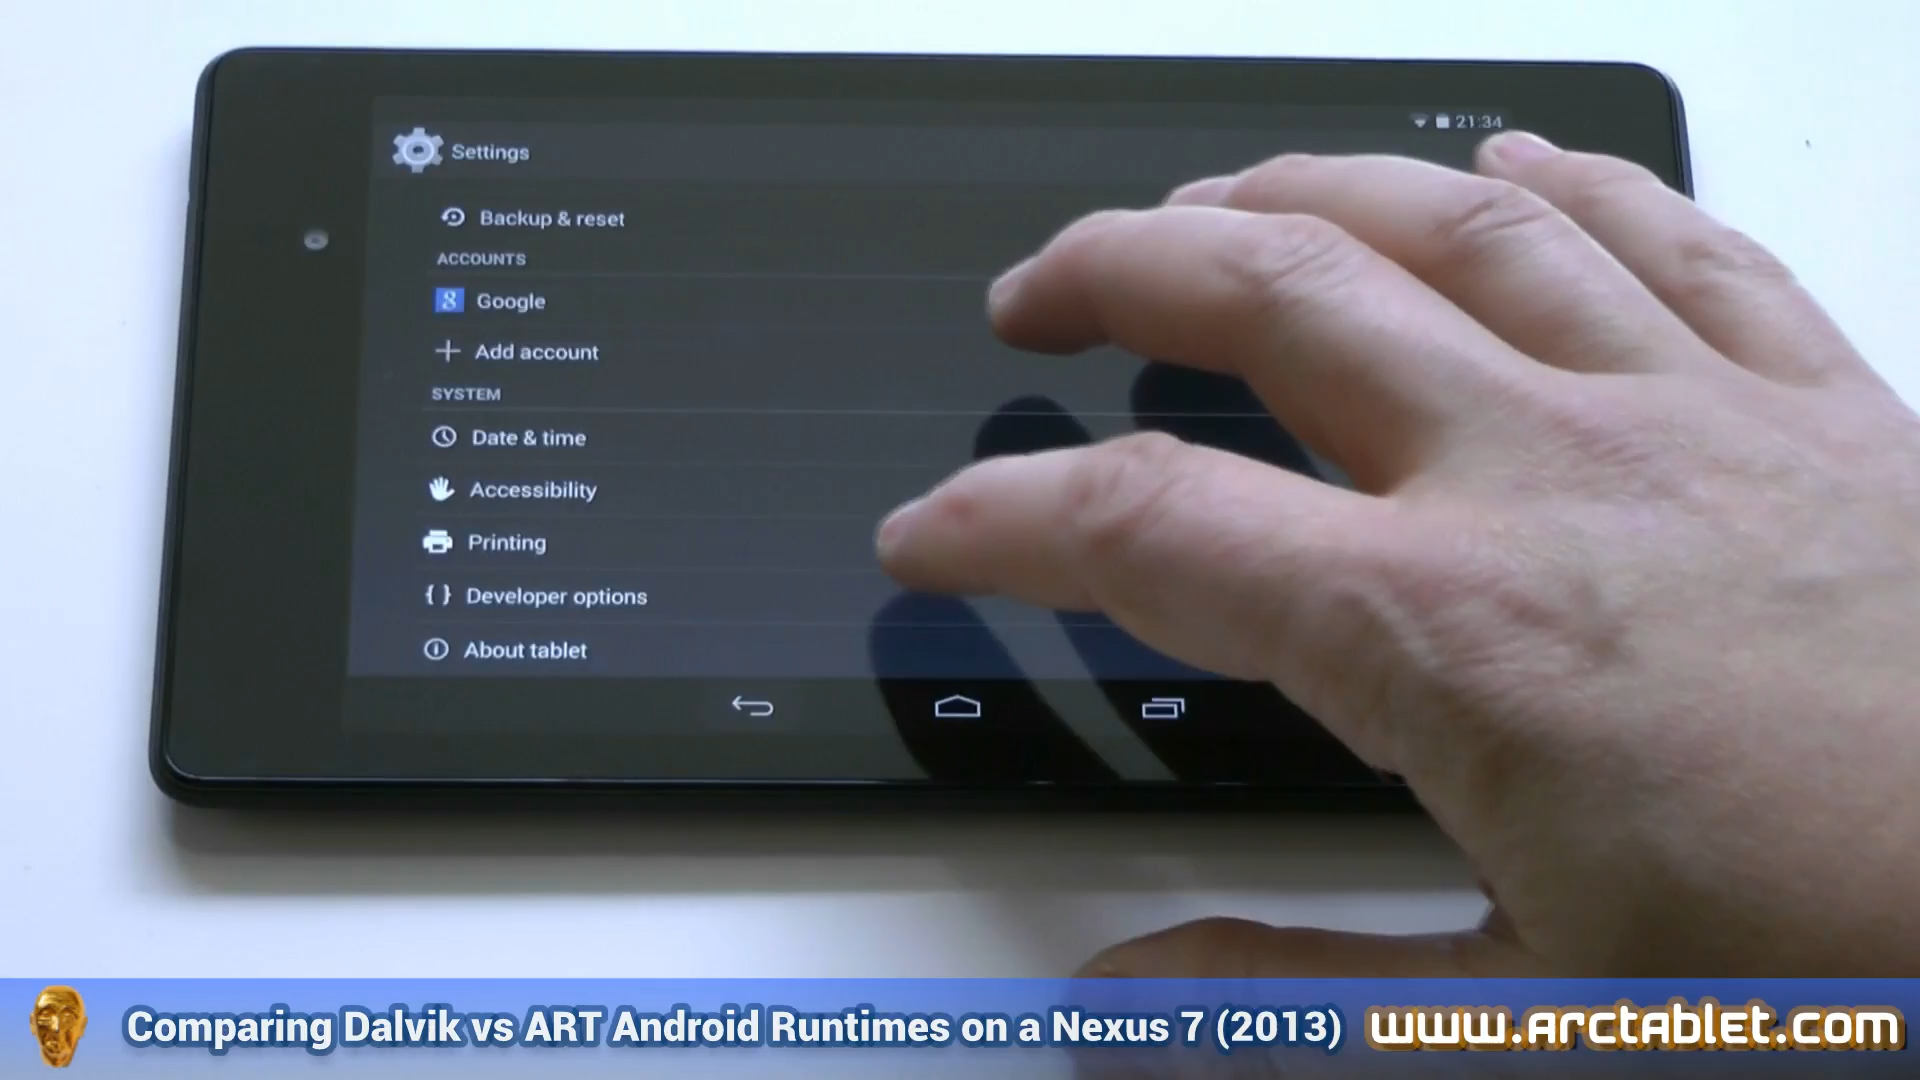 21:34
Settings
Backup & reset
ACCOUNTS
8 Google
Add account
SYSTEM
Date & time
Accessibility
Printing
{ } Developer options
About tablet
Comparing Dalvik vs ART Android Runtimes on a Nexus 7 (2013) www.arctablet.com